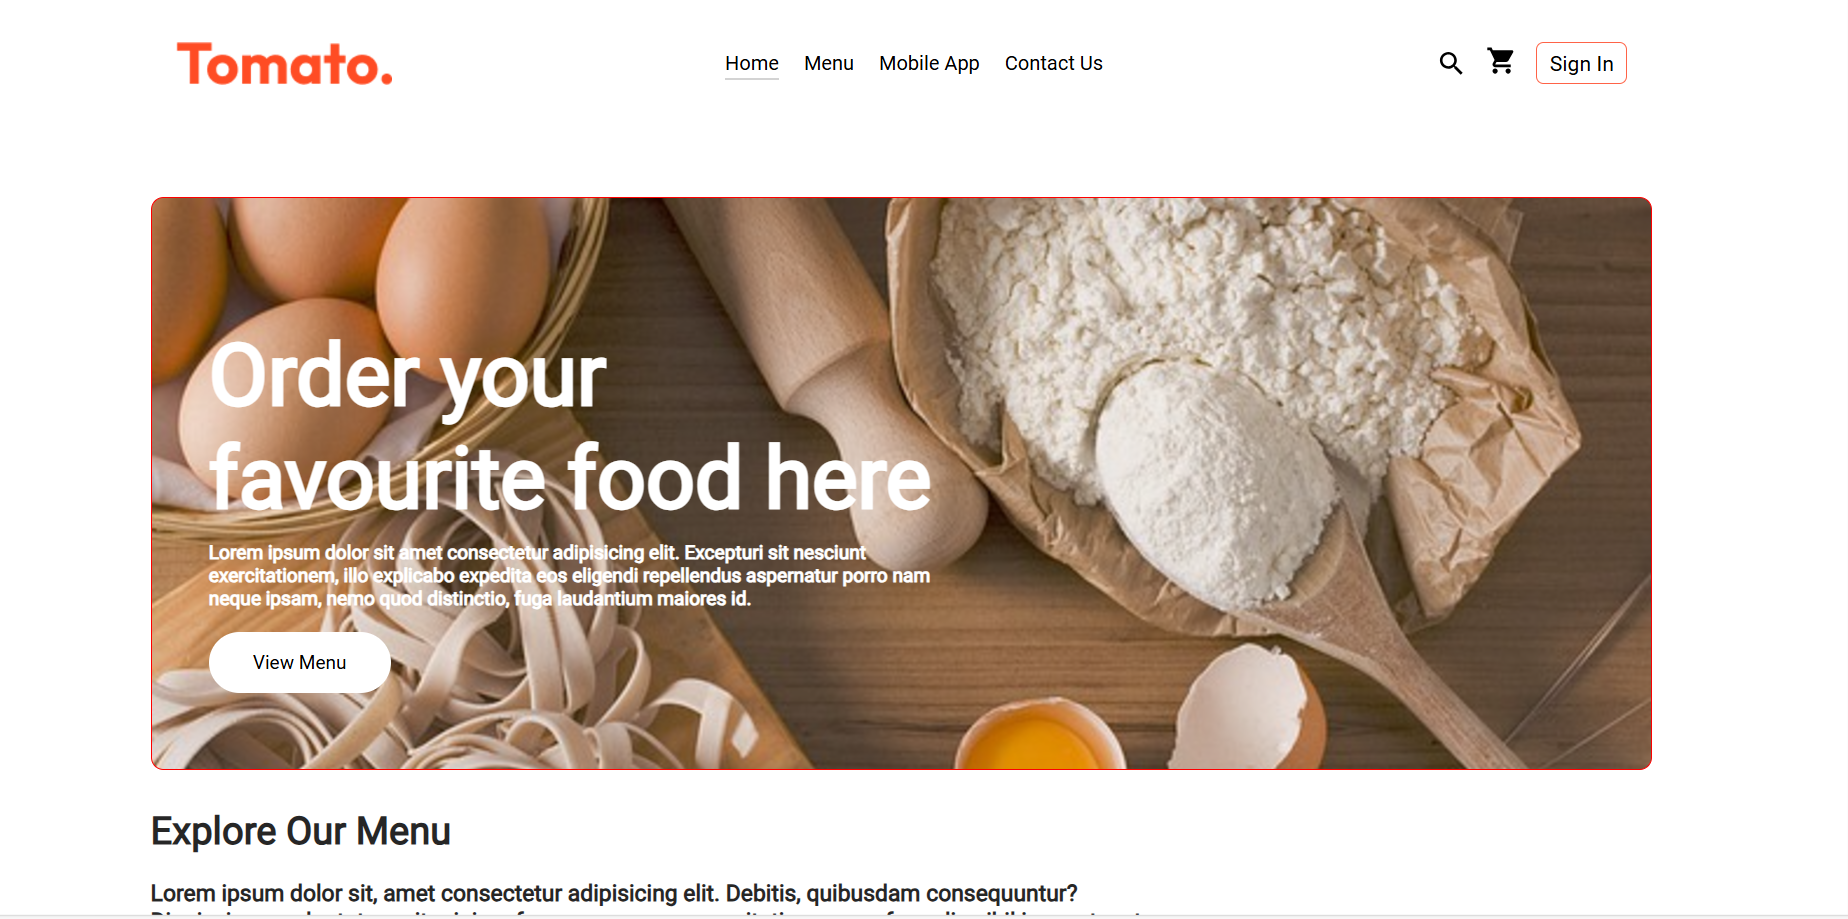 Tomato.
Home Menu Mobile App Contact Us
Sign In
Order your
favourite food here
Lorem ipsum dolor sit amet consectetur adipisicing elit. Excepturi sit nesciunt
exercitationem, illo explicabo expedita eos eligendi repellendus aspernatur porro nam
neque ipsam, nemo quod distinctio, fuga laudantium maiores id.
View Menu
Explore Our Menu
Lorem ipsum dolor sit, amet consectetur adipisicing elit. Debitis, quibusdam consequuntur?